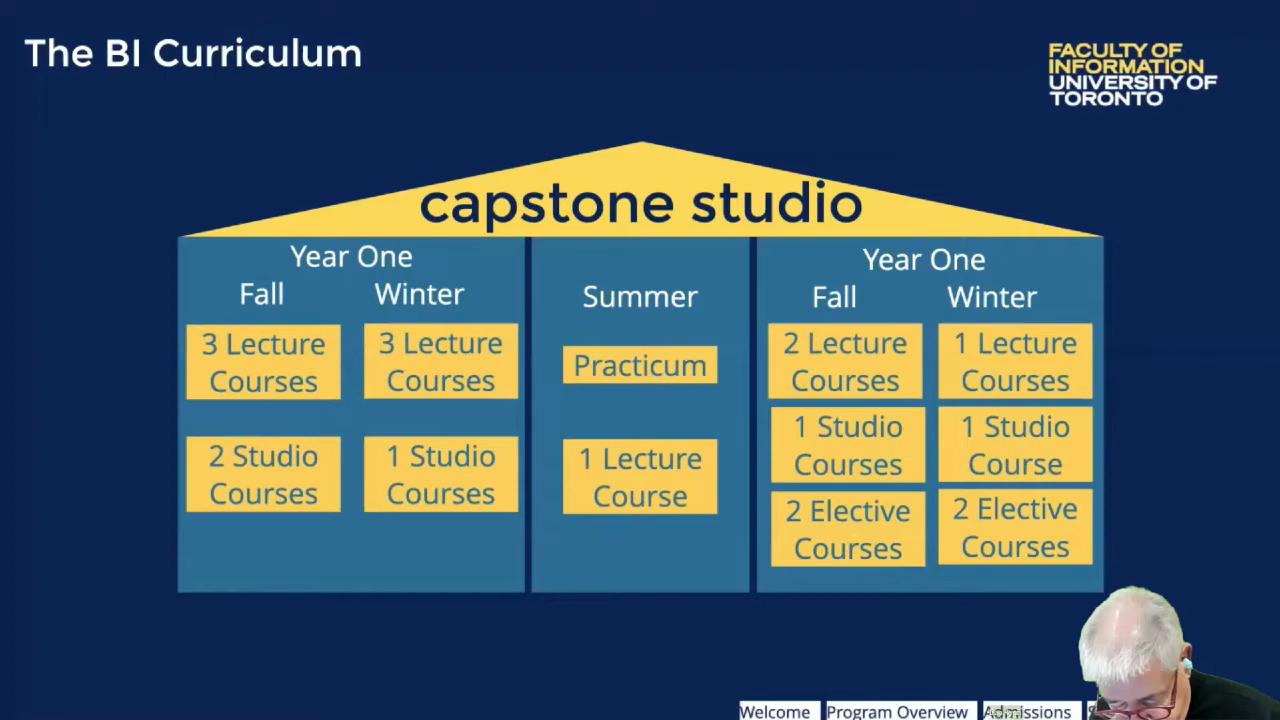 The BI Curriculum
FACULTY OF
INFORMATION
UNIVERSITY OF
TORONTO
capstone studio
Year One
Fall
Winter
3 Lecture
Courses
3 Lecture
Courses
2 Studio
Courses
1 Studio
Courses
Summer
Practicum
1 Lecture
Course
Year One
Fall
Winter
2 Lecture
Courses
1 Lecture
Courses
1 Studio
Courses
1 Studio
Course
2 Elective
Courses
2 Elective
Courses
Welcome
Program Overview
Admissions